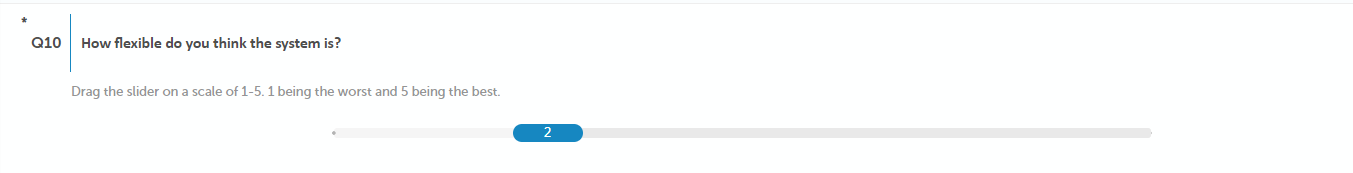 *
Q10 How flexible do you think the system is?
Drag the slider on a scale of 1-5. 1 being the worst and 5 being the best.
2